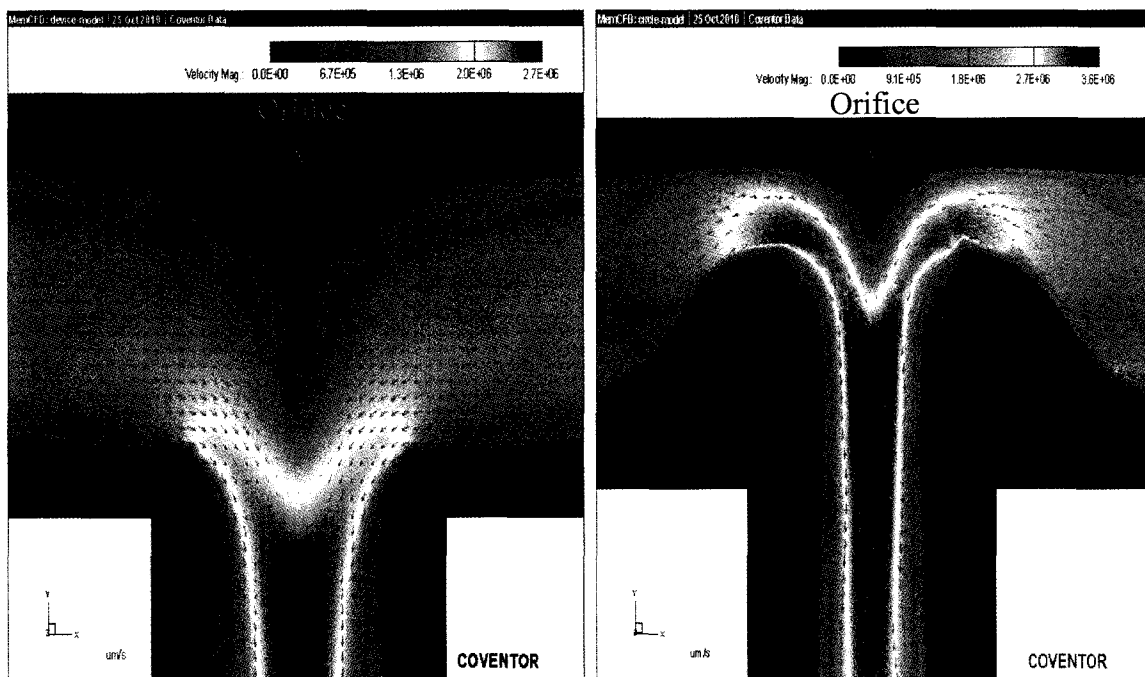 MemCFD: device-model | 25 Oct 2010 | Coventor Data
Velocity Mag.: 0.0E+00 6.7E+05 1.3E+06 2.0E+06 2.7E+06
Orifice
Y
Z X
um/s
COVENTOR
MemCFD: circle-model | 25 Oct 2010 | Coventor Data
Velocity Mag.: 0.0E+00 9.1E+05 1.8E+06 2.7E+06 3.6E+06
Orifice
Y
Z X
um/s
COVENTOR